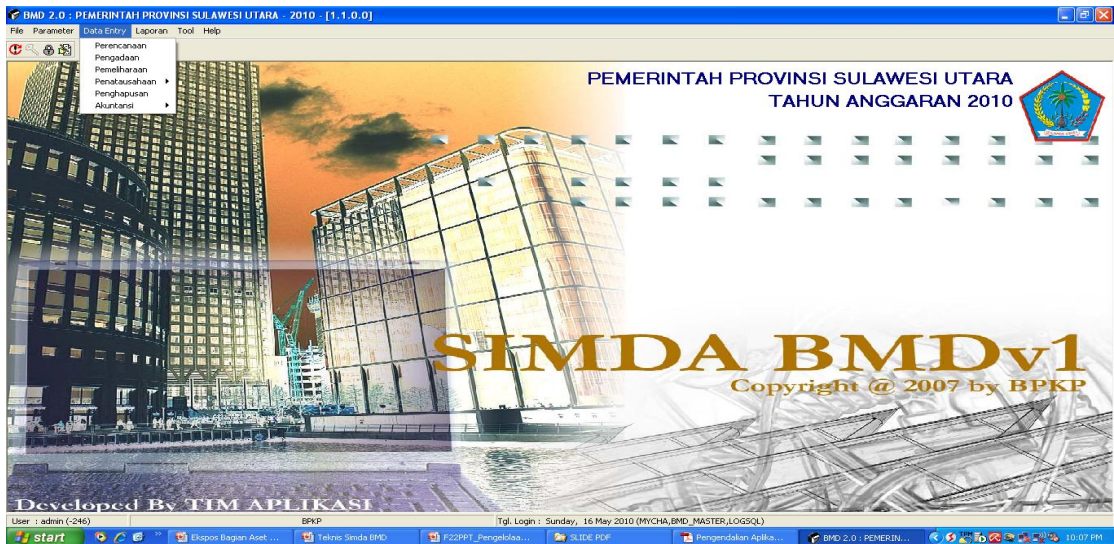 BMD 2.0 : PEMERINTAH PROVINSI SULAWESI UTARA - 2010 - [1.1.0.0]
File Parameter Data Entry Laporan Tool Help
Perencanaan
Pengadaan
Pemeliharaan
Penatausahaan
Penghapusan
Akuntansi
PEMERINTAH PROVINSI SULAWESI UTARA
TAHUN ANGGARAN 2010
SIMDA BMDv1
Copyright @ 2007 by BPKP
Developed By TIM APLIKASI
User : admin (-246) BPKP Tgl. Login : Sunday, 16 May 2010 (MYCHA,BMD_MASTER,LOGSQL)
start Ekspos Bagian Aset ... Teknis Simda BMD F22PPT_Pengelolaa... SLIDE PDF Pengendalian Aplika... BMD 2.0 : PEMERIN... 10:07 PM